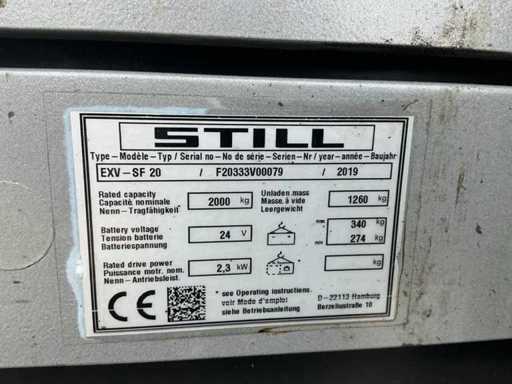 STILL
Type – Modèle – Typ / Serial no – No de série – Serien – Nr / year – année – Baujahr
EXV – SF 20 / F20333V00079 / 2019
Rated capacity
Capacité nominale 2000 kg
Nenn – Tragfähigkeit
Unladen mass
Masse à vide 1260 kg
Leergewicht
Battery voltage
Tension batterie 24 V
Batteriespannung
max 340 kg
min 274 kg
Rated drive power
Puissance motr. nom. 2,3 kW
Nenn – Antriebsleist.
kg
CE
* see Operating instructions.
voir Mode d'emploi
siehe Betriebsanleitung
D – 22113 Hamburg
Berzeliusstraße 10